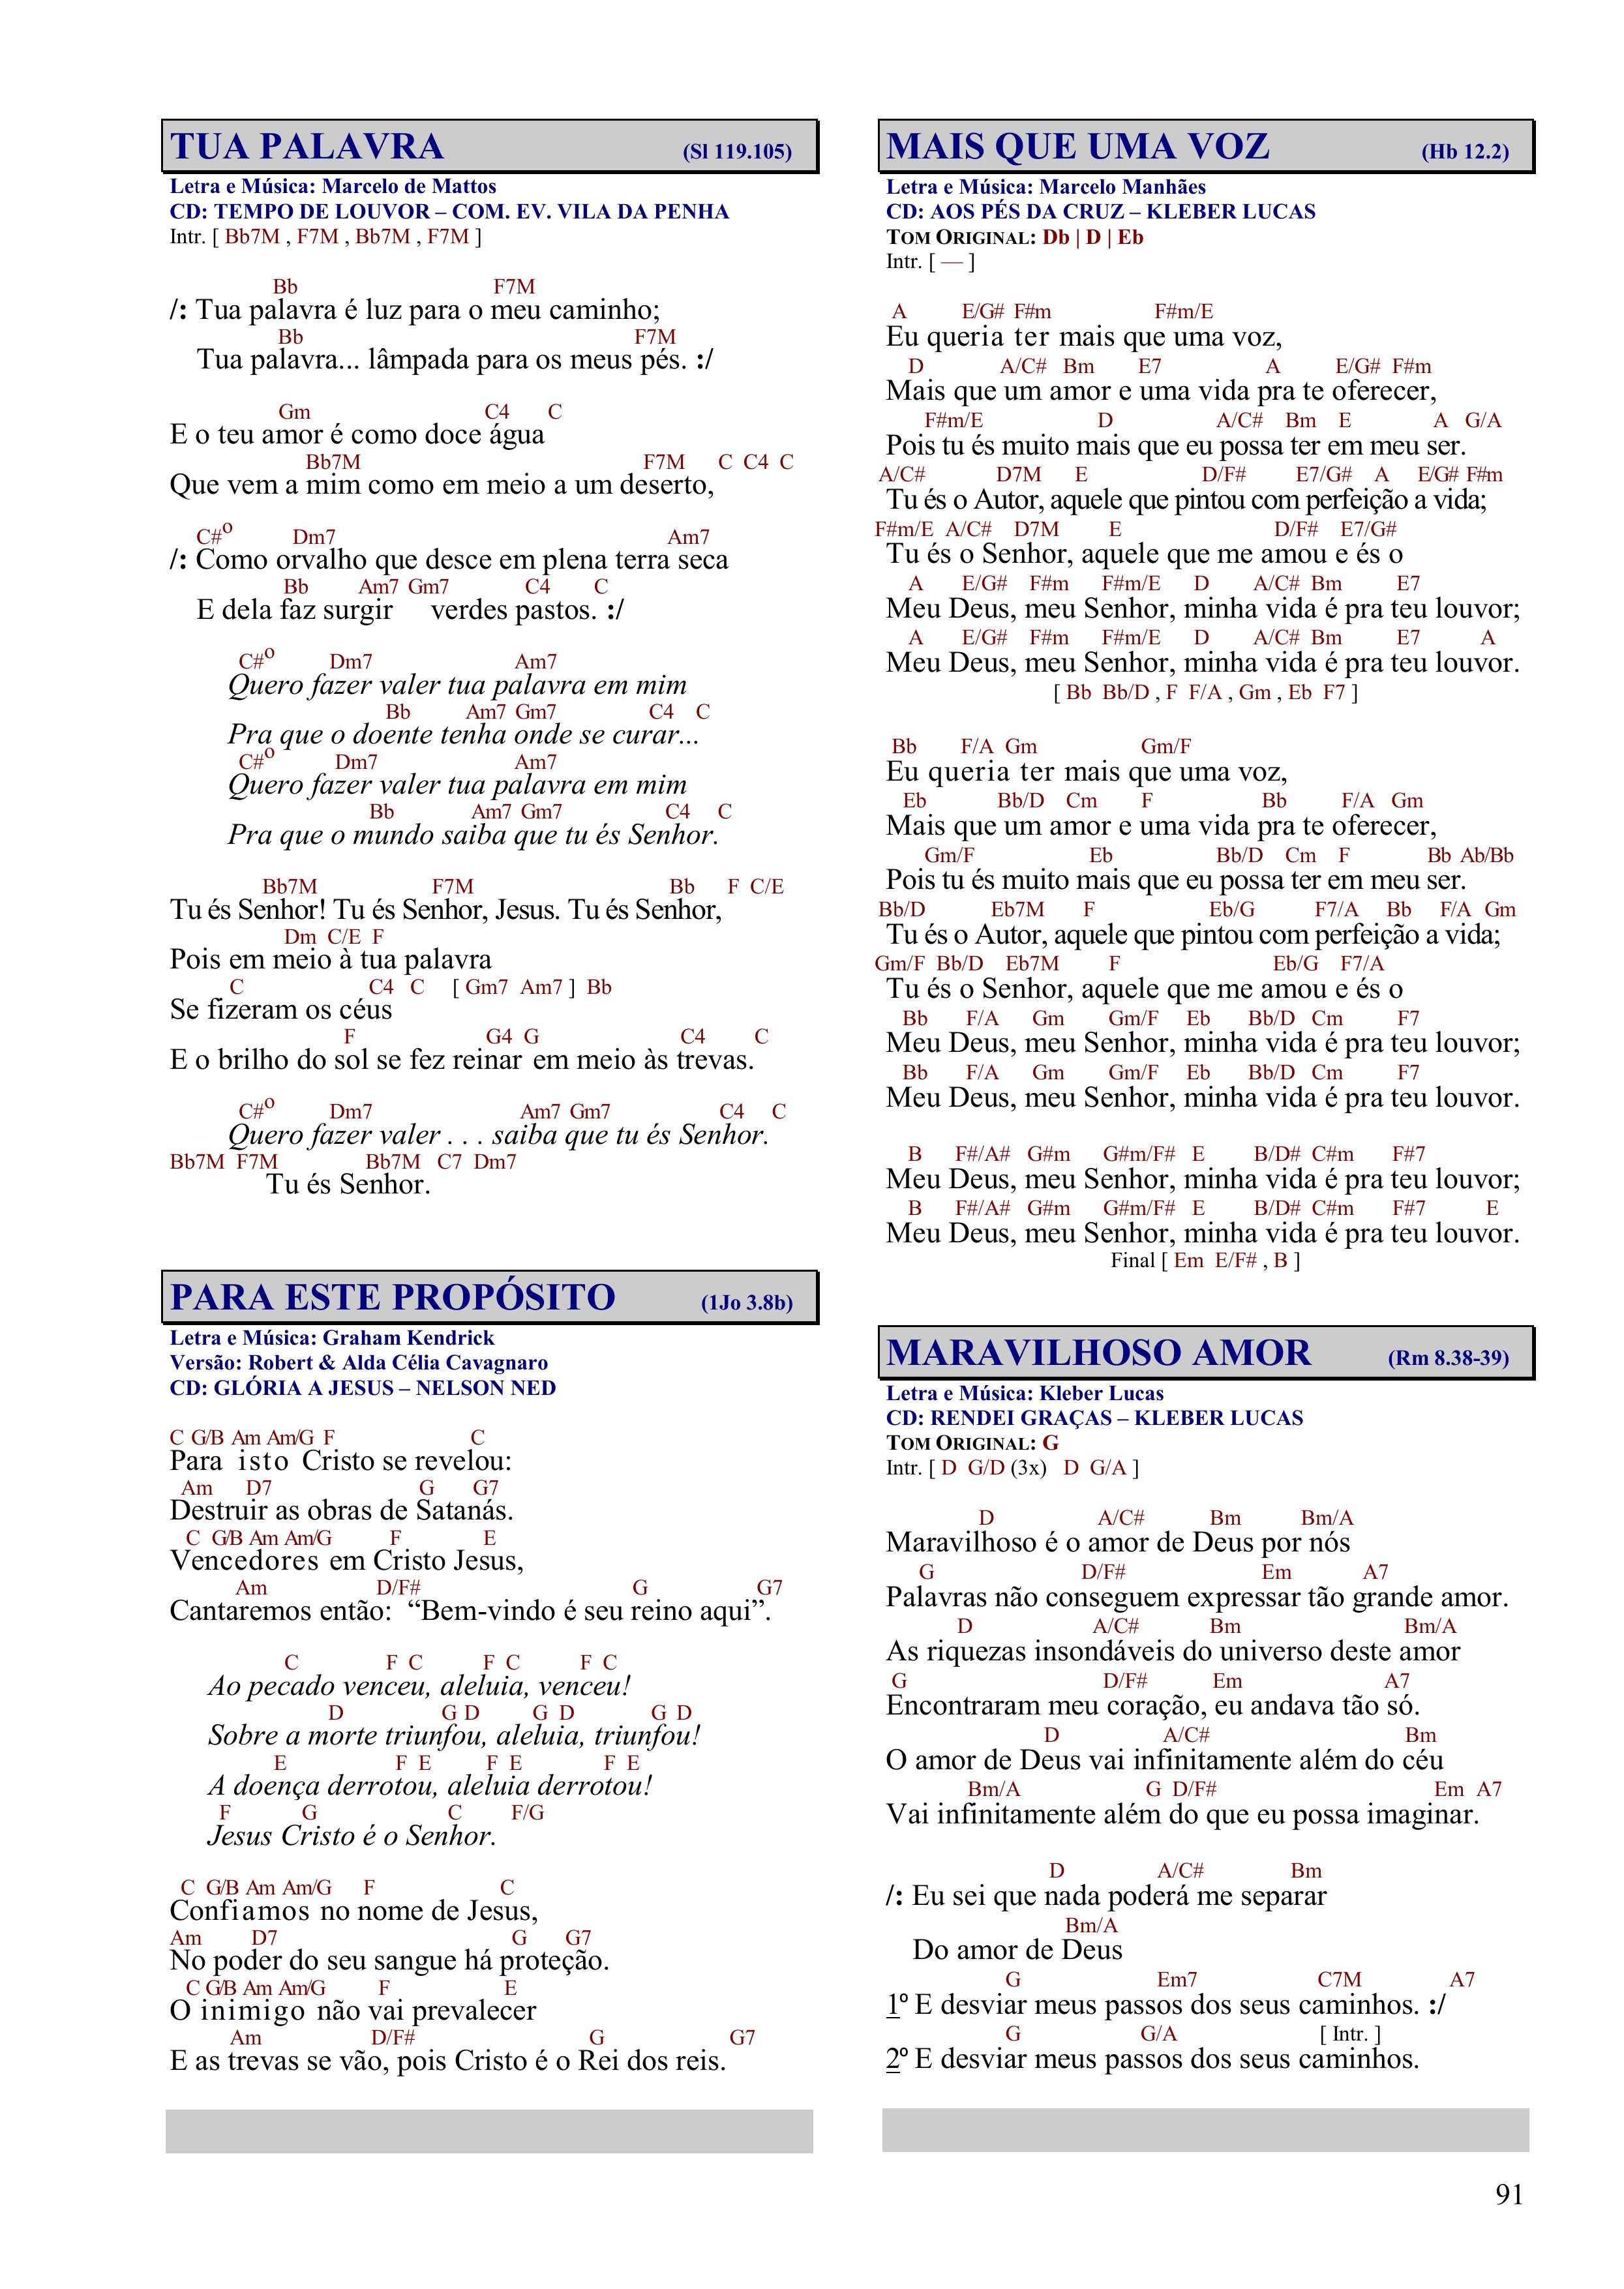 TUA PALAVRA (Sl 119.105)
Letra e Música: Marcelo de Mattos
CD: TEMPO DE LOUVOR – COM. EV. VILA DA PENHA
Intr. [ Bb7M , F7M , Bb7M , F7M ]
Bb F7M
/: Tua palavra é luz para o meu caminho;
Bb F7M
Tua palavra... lâmpada para os meus pés. :/
Gm C4 C
E o teu amor é como doce água
Bb7M F7M C C4 C
Que vem a mim como em meio a um deserto,
C#º Dm7 Am7
/: Como orvalho que desce em plena terra seca
Bb Am7 Gm7 C4 C
E dela faz surgir verdes pastos. :/
C#º Dm7 Am7
Quero fazer valer tua palavra em mim
Bb Am7 Gm7 C4 C
Pra que o doente tenha onde se curar...
C#º Dm7 Am7
Quero fazer valer tua palavra em mim
Bb Am7 Gm7 C4 C
Pra que o mundo saiba que tu és Senhor.
Bb7M F7M Bb F C/E
Tu és Senhor! Tu és Senhor, Jesus. Tu és Senhor,
Dm C/E F
Pois em meio à tua palavra
C C4 C [ Gm7 Am7 ] Bb
Se fizeram os céus
F G4 G C4 C
E o brilho do sol se fez reinar em meio às trevas.
C#º Dm7 Am7 Gm7 C4 C
Quero fazer valer . . . saiba que tu és Senhor.
Bb7M F7M Bb7M C7 Dm7
Tu és Senhor.
PARA ESTE PROPÓSITO (1Jo 3.8b)
Letra e Música: Graham Kendrick
Versão: Robert & Alda Célia Cavagnaro
CD: GLÓRIA A JESUS – NELSON NED
C G/B Am Am/G F C
Para isto Cristo se revelou:
Am D7 G G7
Destruir as obras de Satanás.
C G/B Am Am/G F E
Vencedores em Cristo Jesus,
Am D/F# G G7
Cantaremos então: “Bem-vindo é seu reino aqui”.
C F C F C F C
Ao pecado venceu, aleluia, venceu!
D G D G D G D
Sobre a morte triunfou, aleluia, triunfou!
E F E F E F E
A doença derrotou, aleluia derrotou!
F G C F/G
Jesus Cristo é o Senhor.
C G/B Am Am/G F C
Confiamos no nome de Jesus,
Am D7 G G7
No poder do seu sangue há proteção.
C G/B Am Am/G F E
O inimigo não vai prevalecer
Am D/F# G G7
E as trevas se vão, pois Cristo é o Rei dos reis.
MAIS QUE UMA VOZ (Hb 12.2)
Letra e Música: Marcelo Manhães
CD: AOS PÉS DA CRUZ – KLEBER LUCAS
TOM ORIGINAL: Db | D | Eb
Intr. [ — ]
A E/G# F#m F#m/E
Eu queria ter mais que uma voz,
D A/C# Bm E7 A E/G# F#m
Mais que um amor e uma vida pra te oferecer,
F#m/E D A/C# Bm E A G/A
Pois tu és muito mais que eu possa ter em meu ser.
A/C# D7M E D/F# E7/G# A E/G# F#m
Tu és o Autor, aquele que pintou com perfeição a vida;
F#m/E A/C# D7M E D/F# E7/G#
Tu és o Senhor, aquele que me amou e és o
A E/G# F#m F#m/E D A/C# Bm E7
Meu Deus, meu Senhor, minha vida é pra teu louvor;
A E/G# F#m F#m/E D A/C# Bm E7 A
Meu Deus, meu Senhor, minha vida é pra teu louvor.
[ Bb Bb/D , F F/A , Gm , Eb F7 ]
Bb F/A Gm Gm/F
Eu queria ter mais que uma voz,
Eb Bb/D Cm F Bb F/A Gm
Mais que um amor e uma vida pra te oferecer,
Gm/F Eb Bb/D Cm F Bb Ab/Bb
Pois tu és muito mais que eu possa ter em meu ser.
Bb/D Eb7M F Eb/G F7/A Bb F/A Gm
Tu és o Autor, aquele que pintou com perfeição a vida;
Gm/F Bb/D Eb7M F Eb/G F7/A
Tu és o Senhor, aquele que me amou e és o
Bb F/A Gm Gm/F Eb Bb/D Cm F7
Meu Deus, meu Senhor, minha vida é pra teu louvor;
Bb F/A Gm Gm/F Eb Bb/D Cm F7
Meu Deus, meu Senhor, minha vida é pra teu louvor.
B F#/A# G#m G#m/F# E B/D# C#m F#7
Meu Deus, meu Senhor, minha vida é pra teu louvor;
B F#/A# G#m G#m/F# E B/D# C#m F#7 E
Meu Deus, meu Senhor, minha vida é pra teu louvor.
Final [ Em E/F# , B ]
MARAVILHOSO AMOR (Rm 8.38-39)
Letra e Música: Kleber Lucas
CD: RENDEI GRAÇAS – KLEBER LUCAS
TOM ORIGINAL: G
Intr. [ D G/D (3x) D G/A ]
D A/C# Bm Bm/A
Maravilhoso é o amor de Deus por nós
G D/F# Em A7
Palavras não conseguem expressar tão grande amor.
D A/C# Bm Bm/A
As riquezas insondáveis do universo deste amor
G D/F# Em A7
Encontraram meu coração, eu andava tão só.
D A/C# Bm
O amor de Deus vai infinitamente além do céu
Bm/A G D/F# Em A7
Vai infinitamente além do que eu possa imaginar.
D A/C# Bm
/: Eu sei que nada poderá me separar
Bm/A
Do amor de Deus
G Em7 C7M A7
1º E desviar meus passos dos seus caminhos. :/
G G/A [ Intr. ]
2º E desviar meus passos dos seus caminhos.
91